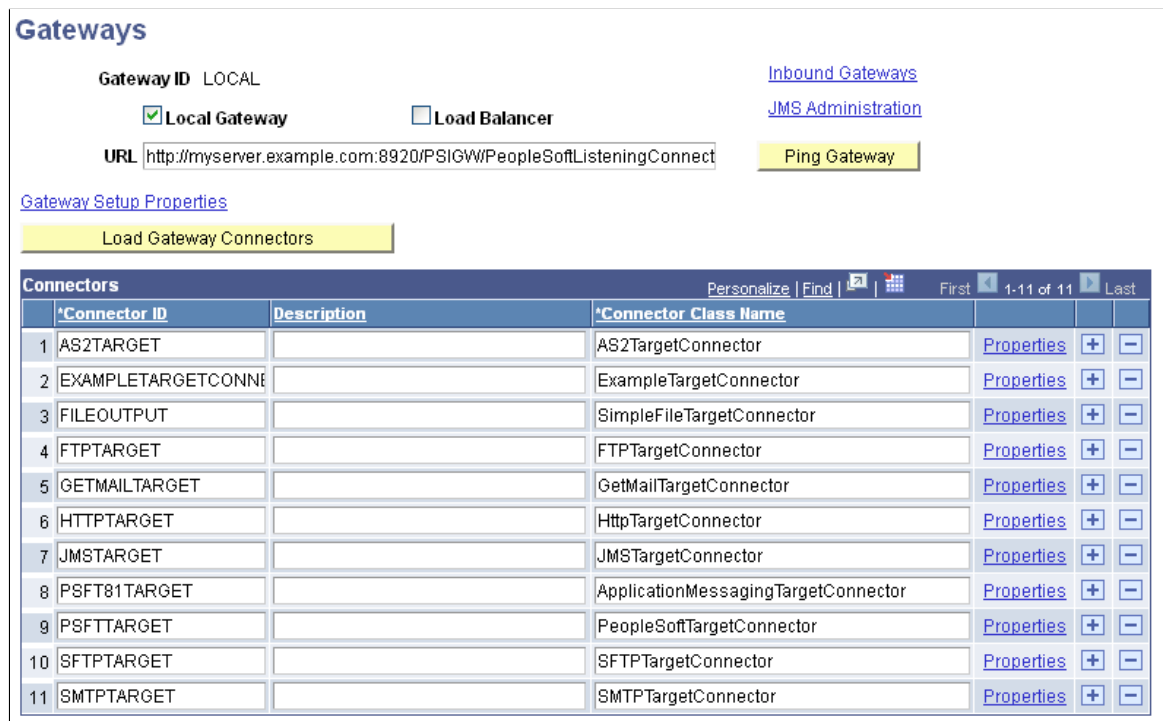 Gateways
Gateway ID LOCAL Inbound Gateways
Local Gateway Load Balancer JMS Administration
URL http://myserver.example.com:8920/PSIGW/PeopleSoftListeningConnect Ping Gateway
Gateway Setup Properties
Load Gateway Connectors
Connectors Personalize | Find | | First 1-11 of 11 Last
*Connector ID Description *Connector Class Name
1 AS2TARGET AS2TargetConnector Properties
2 EXAMPLETARGETCONNE ExampleTargetConnector Properties
3 FILEOUTPUT SimpleFileTargetConnector Properties
4 FTPTARGET FTPTargetConnector Properties
5 GETMAILTARGET GetMailTargetConnector Properties
6 HTTPTARGET HttpTargetConnector Properties
7 JMSTARGET JMSTargetConnector Properties
8 PSFT81TARGET ApplicationMessagingTargetConnector Properties
9 PSFTTARGET PeopleSoftTargetConnector Properties
10 SFTPTARGET SFTPTargetConnector Properties
11 SMTPTARGET SMTPTargetConnector Properties